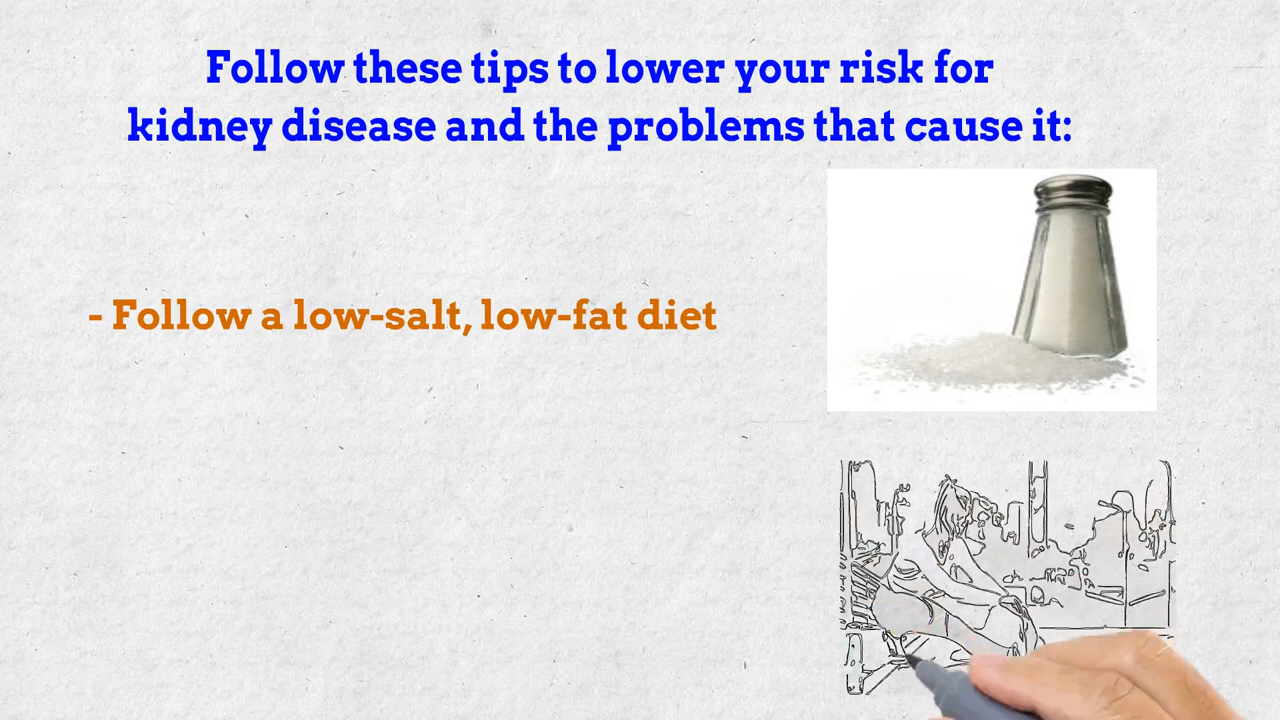 Follow these tips to lower your risk for
kidney disease and the problems that cause it:
- Follow a low-salt, low-fat diet